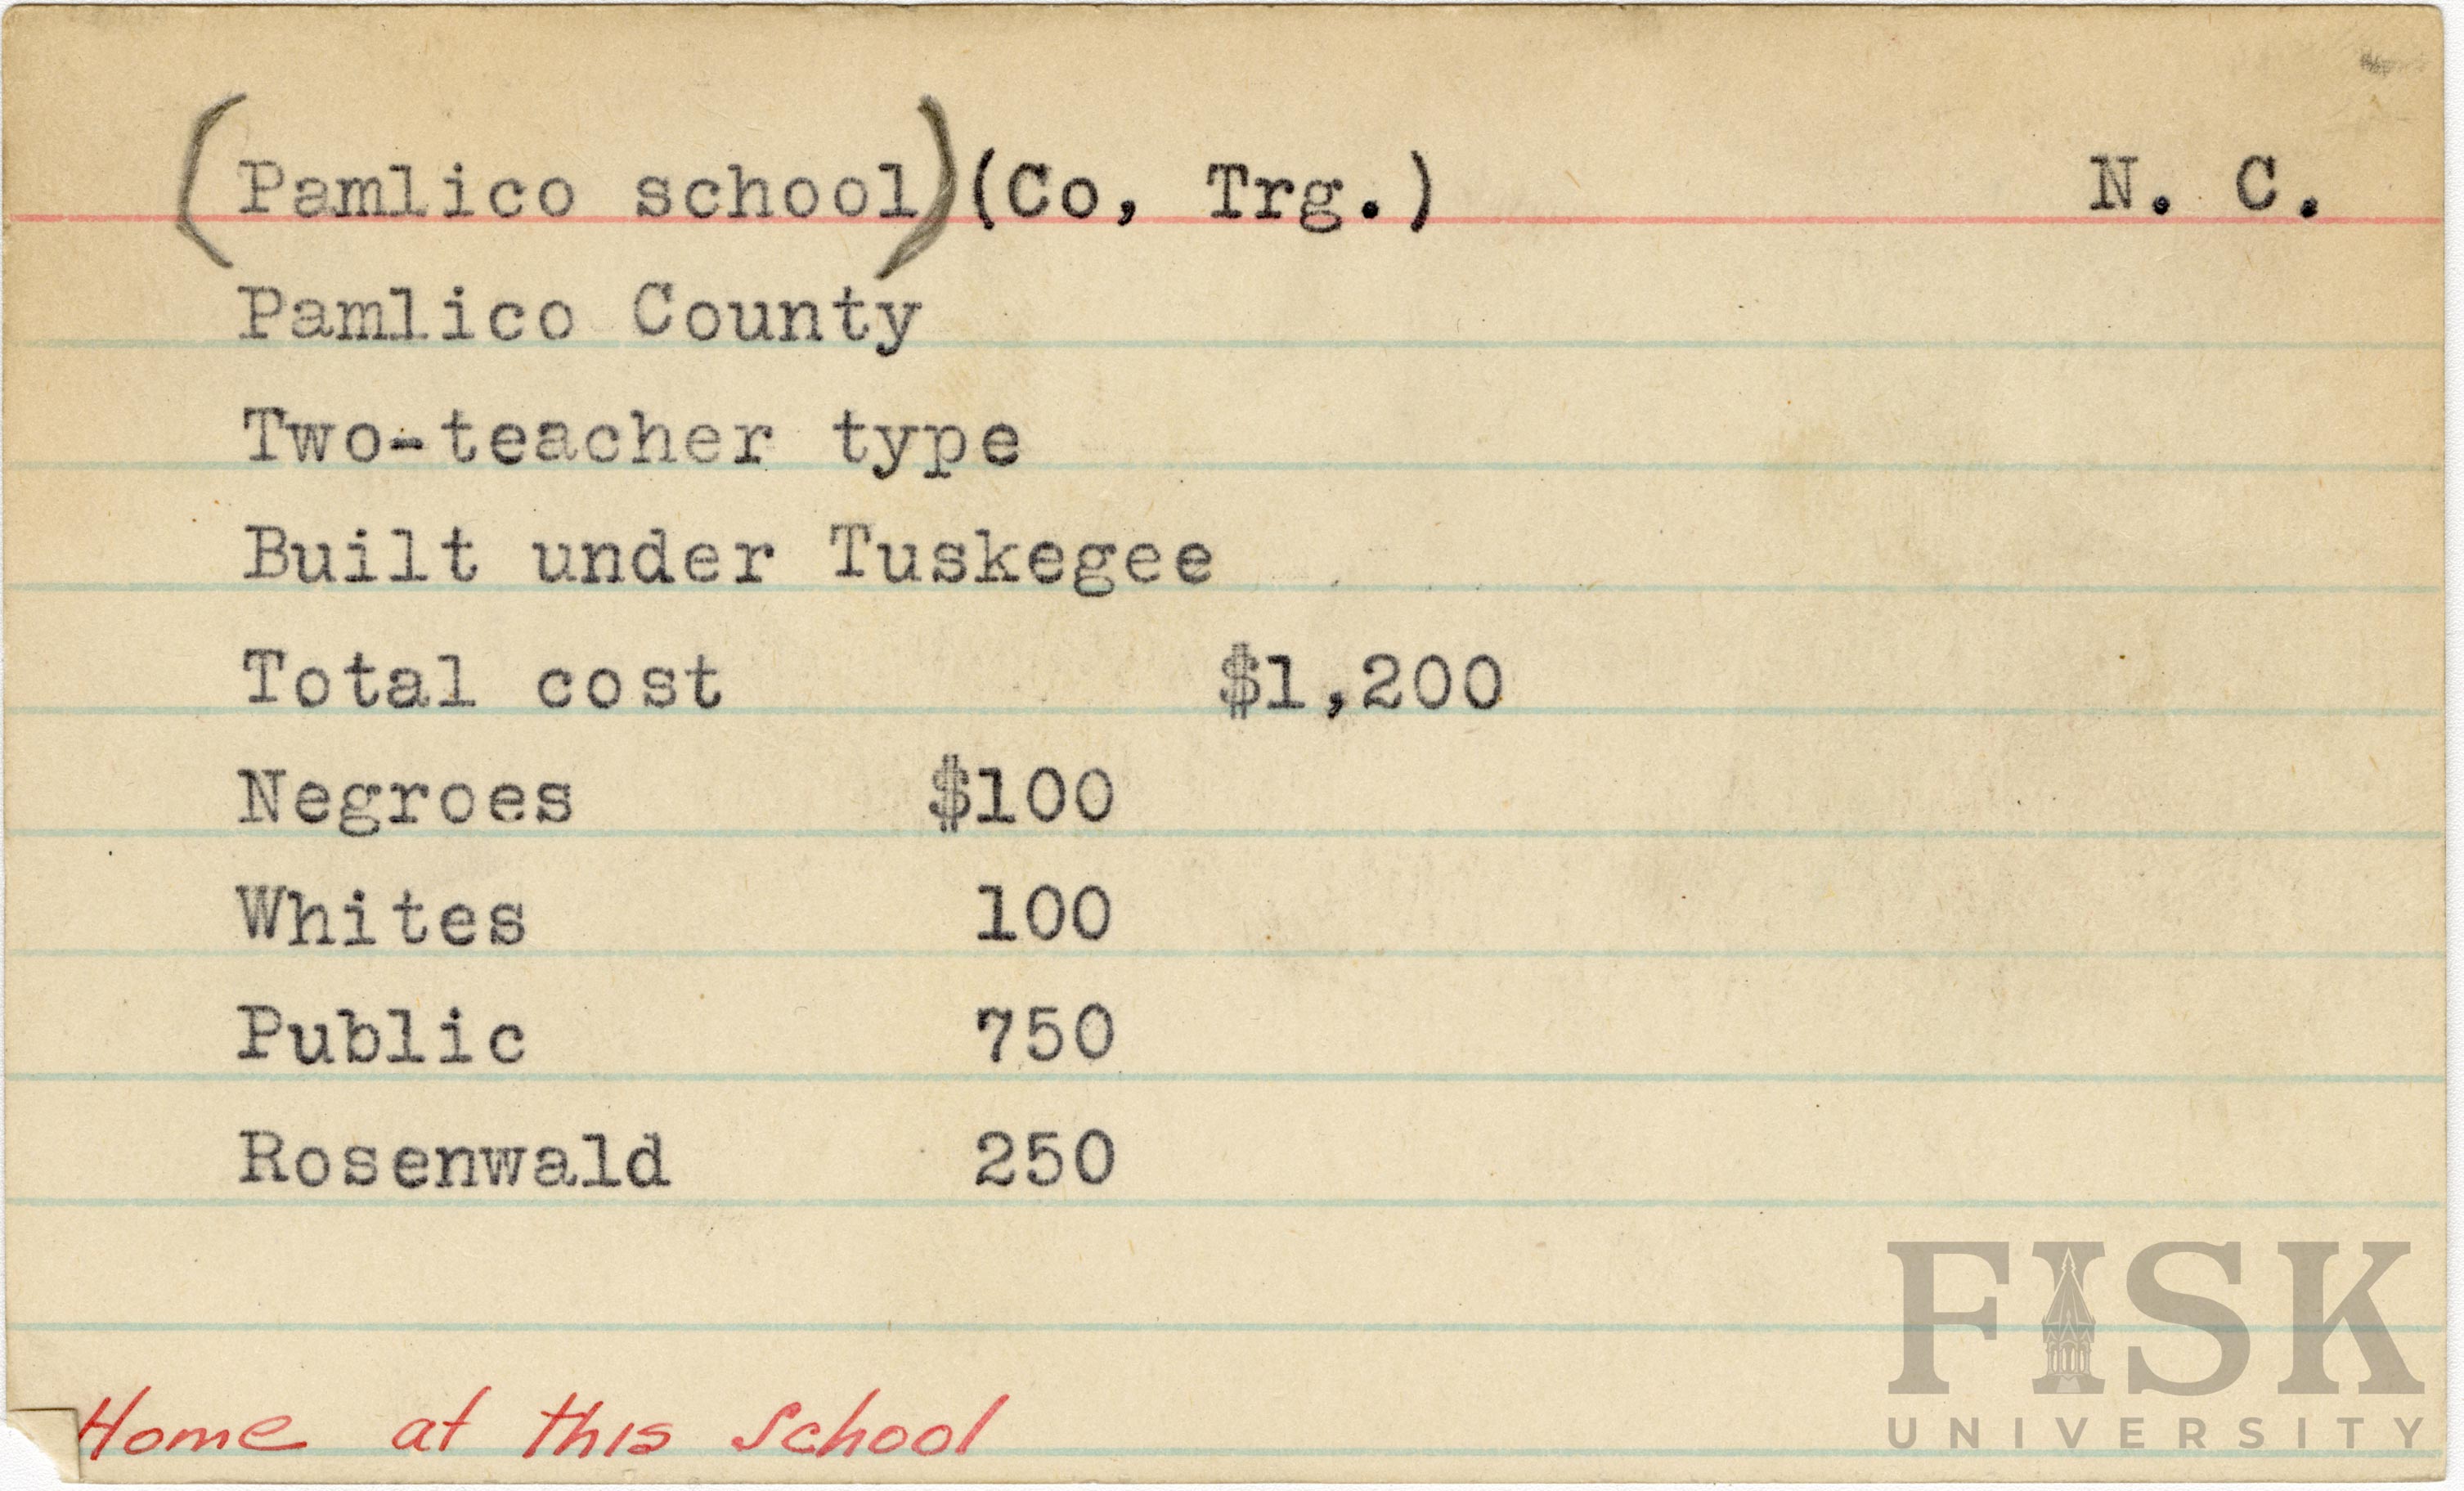 (Pamlico school) (Co, Trg.) N. C.
Pamlico County
Two-teacher type
Built under Tuskegee
Total cost $1,200
Negroes $100
Whites 100
Public 750
Rosenwald 250
Home at this School
FISK
UNIVERSITY